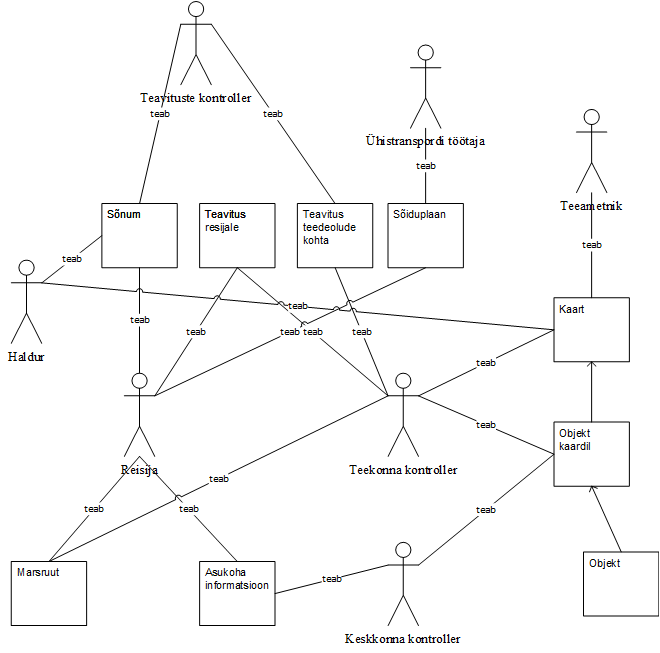 Teavituste kontroller
teab
teab
Ühistranspordi töötaja
teab
Teeametnik
teab
Sõnum
Teavitus
resijale
Teavitus
teedeolude
kohta
Sõiduplaan
teab
Haldur
teab
Kaart
teab
teab
teab
teab
teab
teab
Reisija
Teekonna kontroller
teab
Objekt
kaardil
teab
teab
teab
teab
Marsruut
Asukoha
informatsioon
teab
Objekt
Keskkonna kontroller